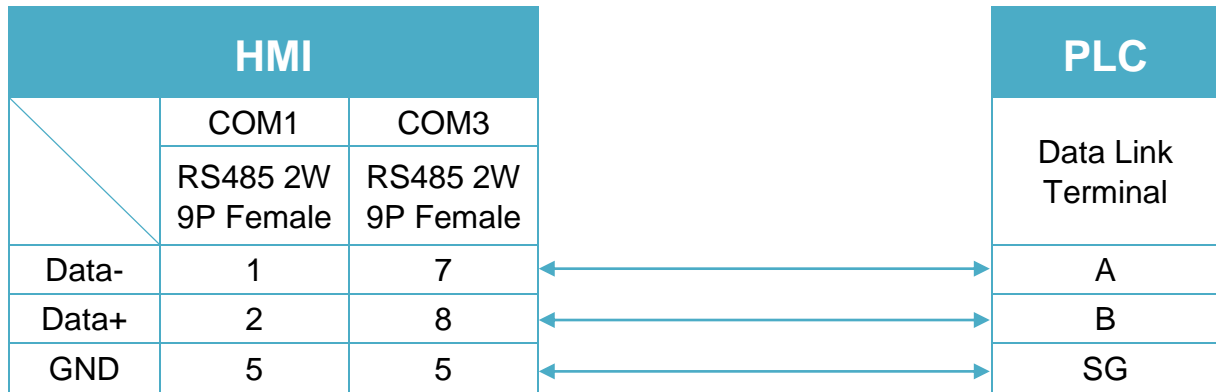 HMI PLC
COM1 COM3
Data Link
Terminal
RS485 2W RS485 2W
9P Female 9P Female
Data- 1 7 A
Data+ 2 8 B
GND 5 5 SG